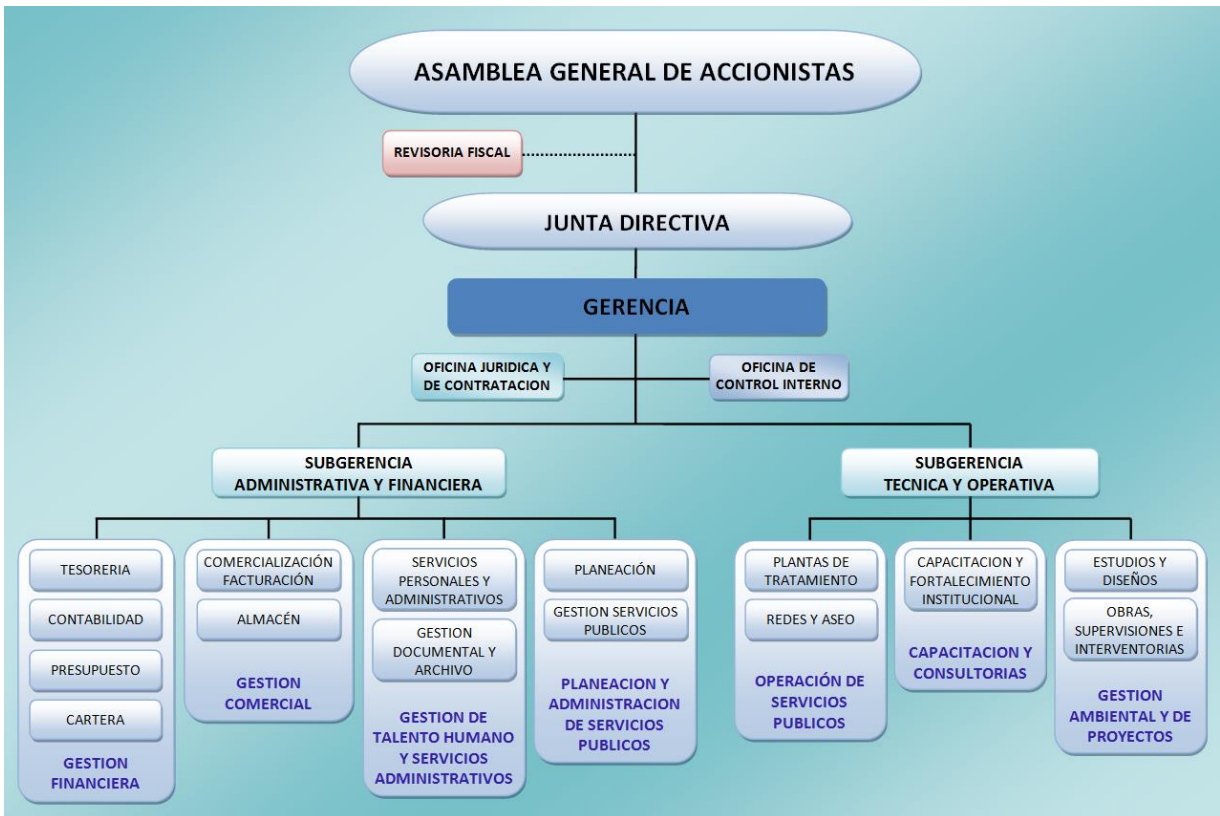 ASAMBLEA GENERAL DE ACCIONISTAS
REVISORIA FISCAL
JUNTA DIRECTIVA
GERENCIA
OFICINA JURIDICA Y
DE CONTRATACION
OFICINA DE
CONTROL INTERNO
SUBGERENCIA
ADMINISTRATIVA Y FINANCIERA
SUBGERENCIA
TECNICA Y OPERATIVA
TESORERIA
CONTABILIDAD
PRESUPUESTO
CARTERA
GESTION
FINANCIERA
COMERCIALIZACIÓN
FACTURACIÓN
ALMACÉN
GESTION
COMERCIAL
SERVICIOS
PERSONALES Y
ADMINISTRATIVOS
GESTION
DOCUMENTAL Y
ARCHIVO
GESTION DE
TALENTO HUMANO
Y SERVICIOS
ADMINISTRATIVOS
PLANEACIÓN
GESTION SERVICIOS
PUBLICOS
PLANEACION Y
ADMINISTRACION
DE SERVICIOS
PUBLICOS
PLANTAS DE
TRATAMIENTO
REDES Y ASEO
OPERACIÓN DE
SERVICIOS
PUBLICOS
CAPACITACION Y
FORTALECIMIENTO
INSTITUCIONAL
CAPACITACION Y
CONSULTORIAS
ESTUDIOS Y
DISEÑOS
OBRAS,
SUPERVISIONES E
INTERVENTORIAS
GESTION
AMBIENTAL Y DE
PROYECTOS